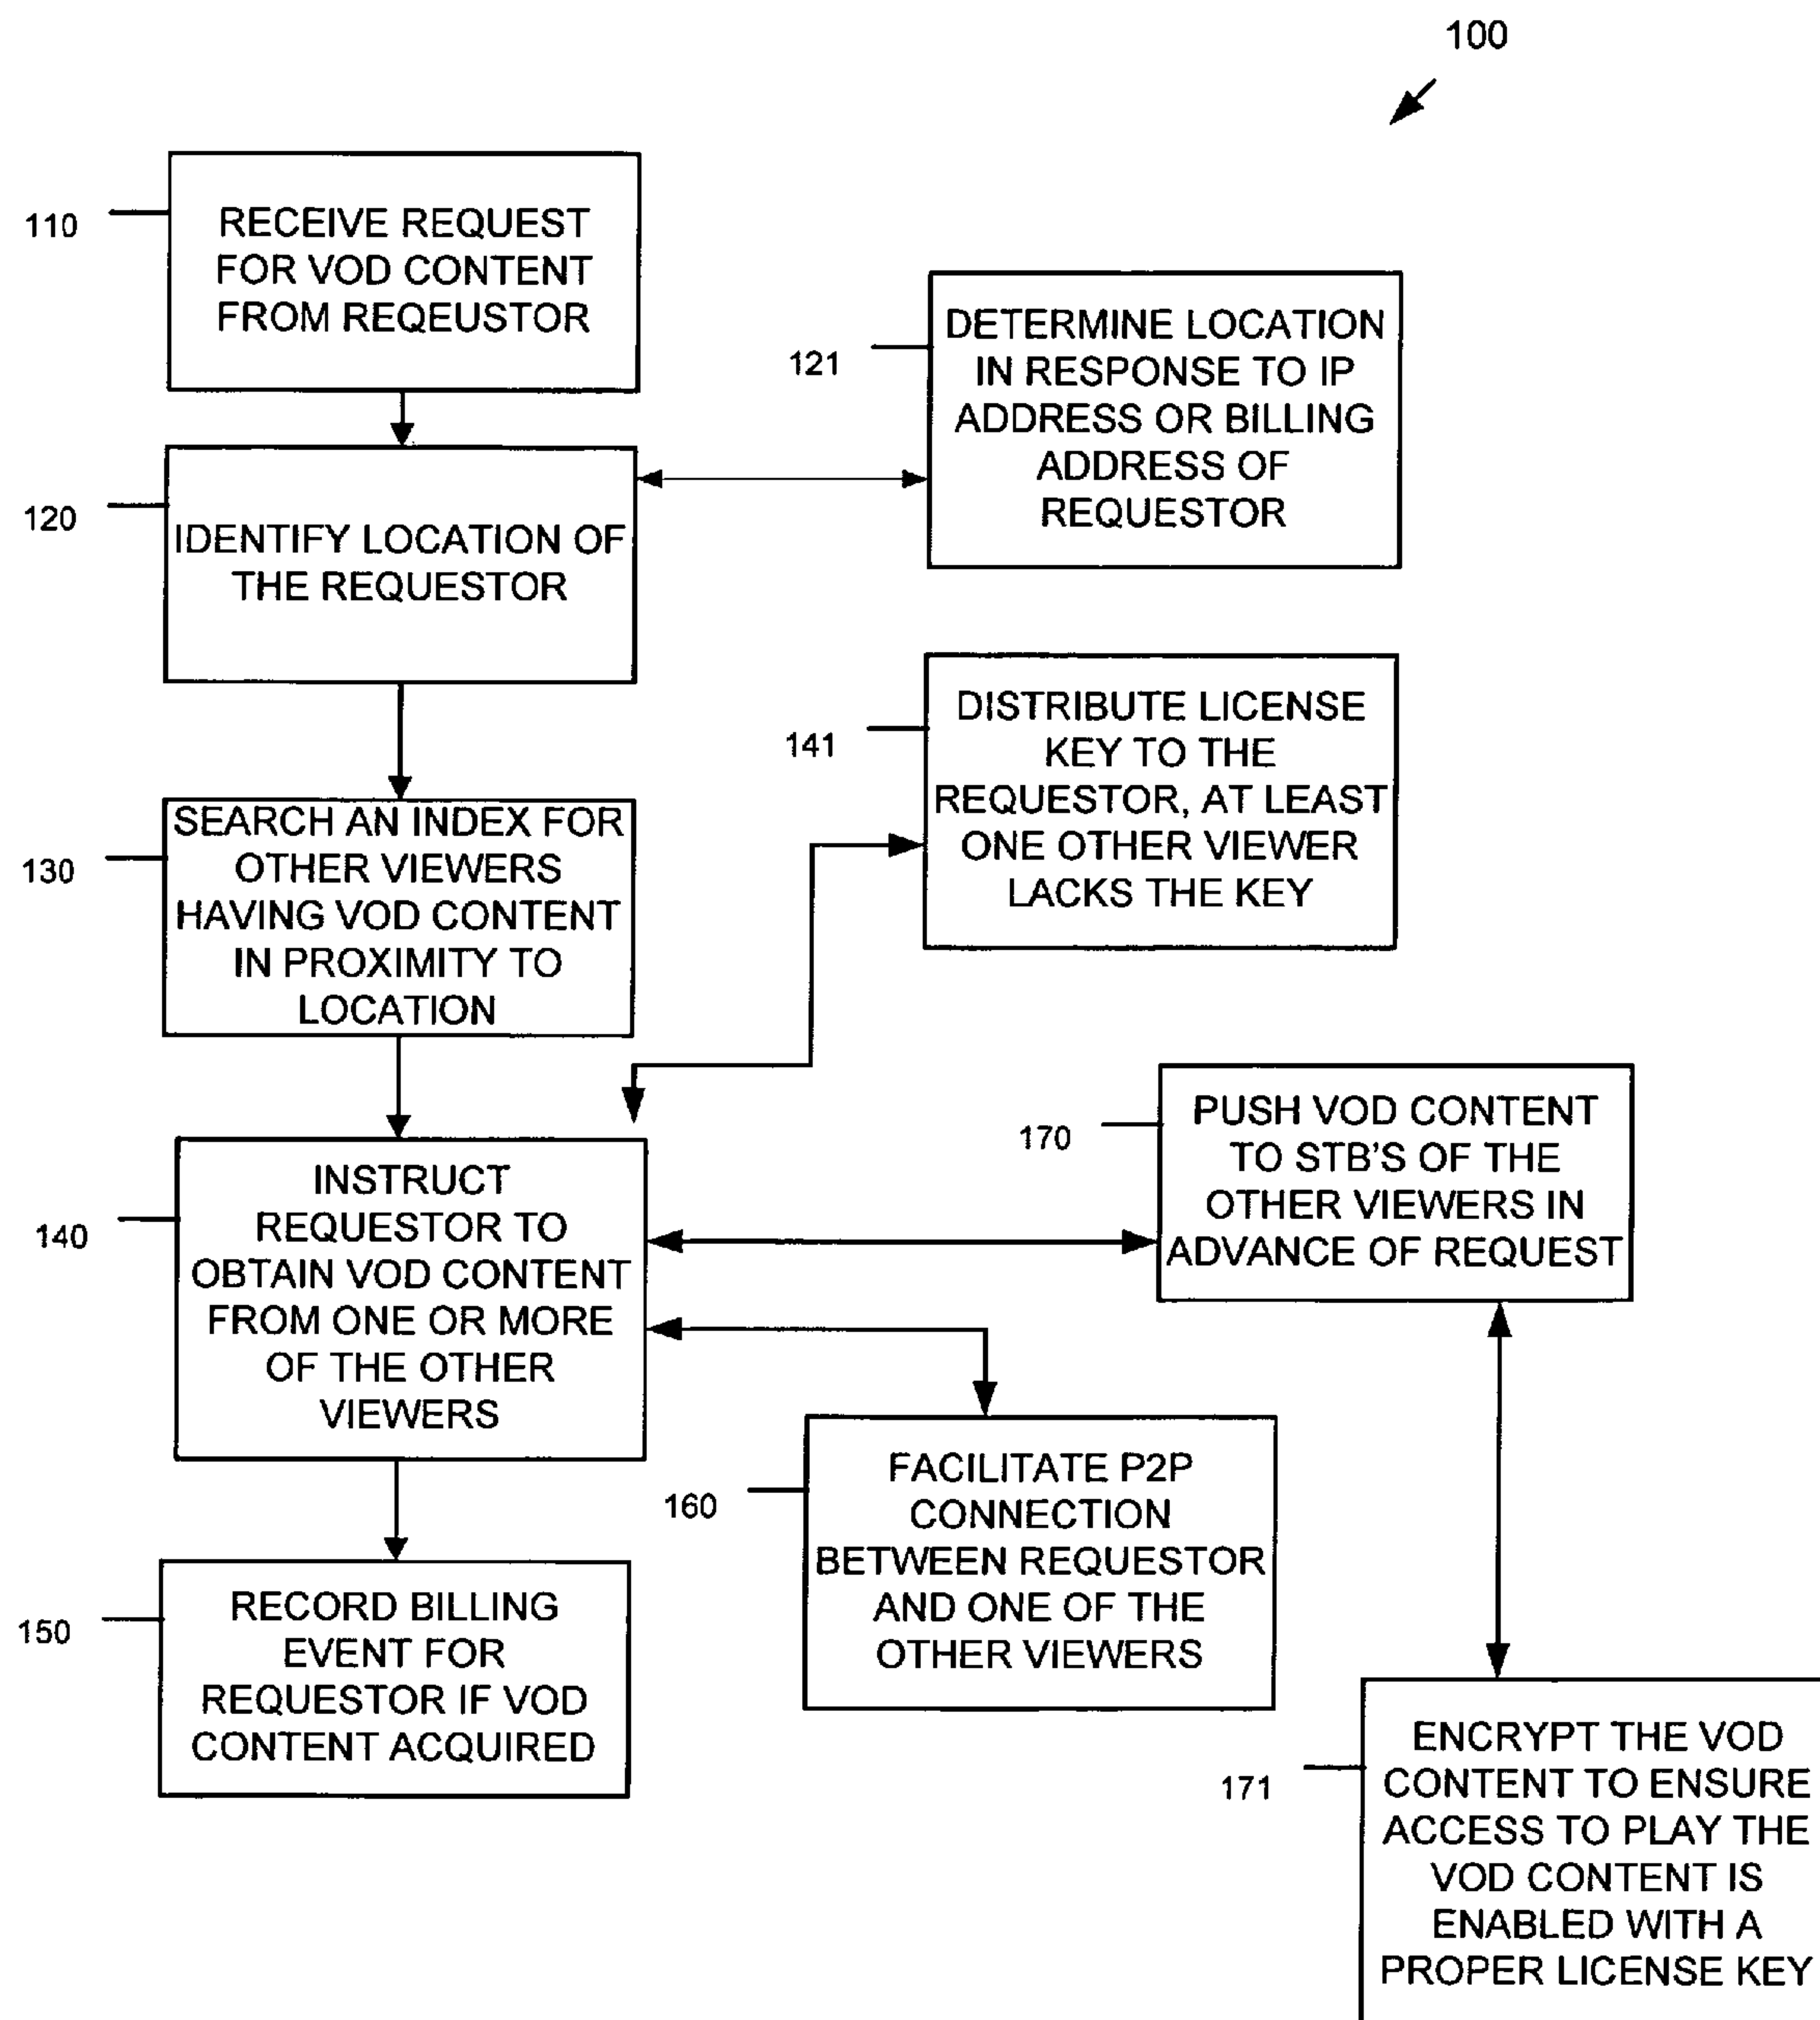 100
110
RECEIVE REQUEST
FOR VOD CONTENT
FROM REQEUSTOR
121
DETERMINE LOCATION
IN RESPONSE TO IP
ADDRESS OR BILLING
ADDRESS OF
REQUESTOR
120
IDENTIFY LOCATION OF
THE REQUESTOR
141
DISTRIBUTE LICENSE
KEY TO THE
REQUESTOR, AT LEAST
ONE OTHER VIEWER
LACKS THE KEY
130
SEARCH AN INDEX FOR
OTHER VIEWERS
HAVING VOD CONTENT
IN PROXIMITY TO
LOCATION
170
PUSH VOD CONTENT
TO STB'S OF THE
OTHER VIEWERS IN
ADVANCE OF REQUEST
140
INSTRUCT
REQUESTOR TO
OBTAIN VOD CONTENT
FROM ONE OR MORE
OF THE OTHER
VIEWERS
160
FACILITATE P2P
CONNECTION
BETWEEN REQUESTOR
AND ONE OF THE
OTHER VIEWERS
150
RECORD BILLING
EVENT FOR
REQUESTOR IF VOD
CONTENT ACQUIRED
171
ENCRYPT THE VOD
CONTENT TO ENSURE
ACCESS TO PLAY THE
VOD CONTENT IS
ENABLED WITH A
PROPER LICENSE KEY